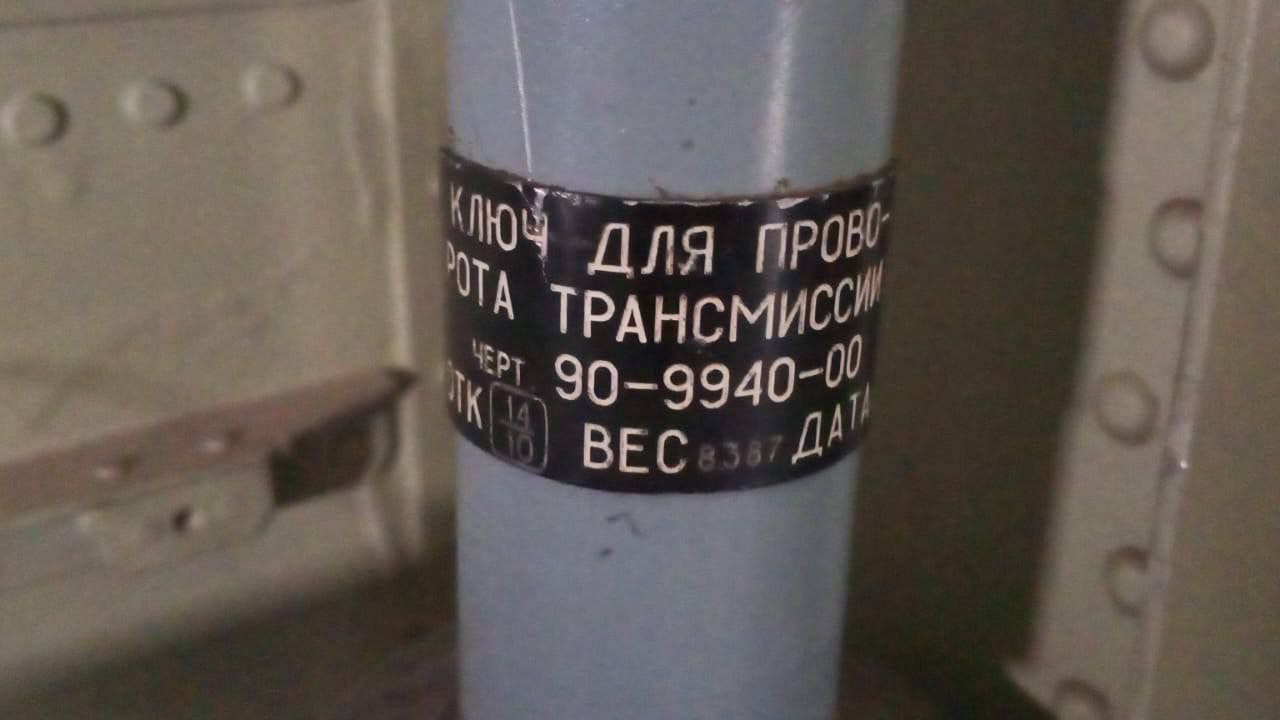 КЛЮЧ ДЛЯ ПРОВО-
РОТА ТРАНСМИССИИ
ЧЕРТ 90-9940-00
ОТК 14/10 ВЕС 8387 ДАТА